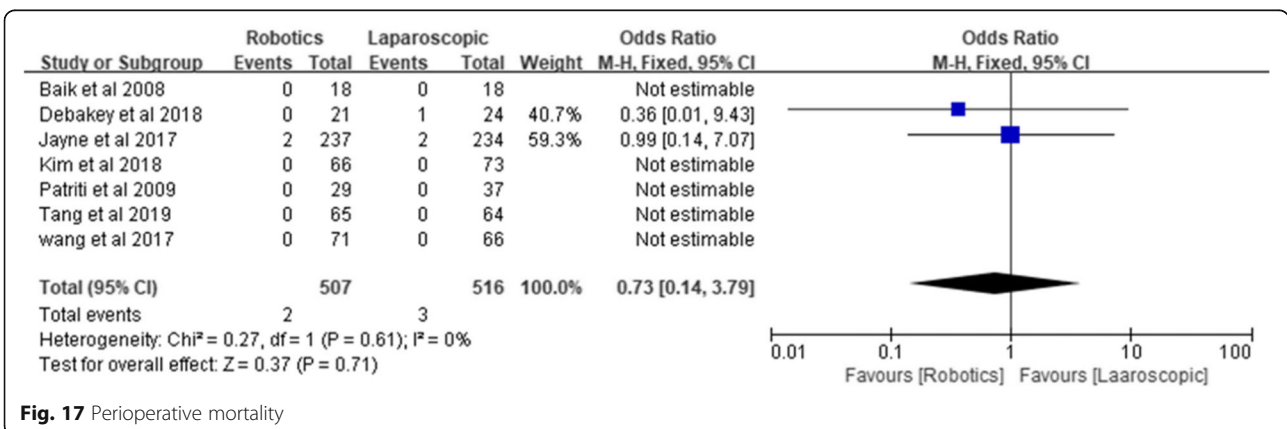 Robotics Laparoscopic Odds Ratio Odds Ratio
Study or Subgroup Events Total Events Total Weight M-H, Fixed, 95% CI M-H, Fixed, 95% CI
Baik et al 2008 0 18 0 18 Not estimable
Debakey et al 2018 0 21 1 24 40.7% 0.36 [0.01, 9.43]
Jayne et al 2017 2 237 2 234 59.3% 0.99 [0.14, 7.07]
Kim et al 2018 0 66 0 73 Not estimable
Patriti et al 2009 0 29 0 37 Not estimable
Tang et al 2019 0 65 0 64 Not estimable
wang et al 2017 0 71 0 66 Not estimable
Total (95% CI) 507 516 100.0% 0.73 [0.14, 3.79]
Total events 2 3
Heterogeneity: Chi² = 0.27, df = 1 (P = 0.61); I² = 0%
Test for overall effect: Z = 0.37 (P = 0.71)
0.01 0.1 1 10 100
Favours [Robotics] Favours [Laaroscopic]
Fig. 17 Perioperative mortality